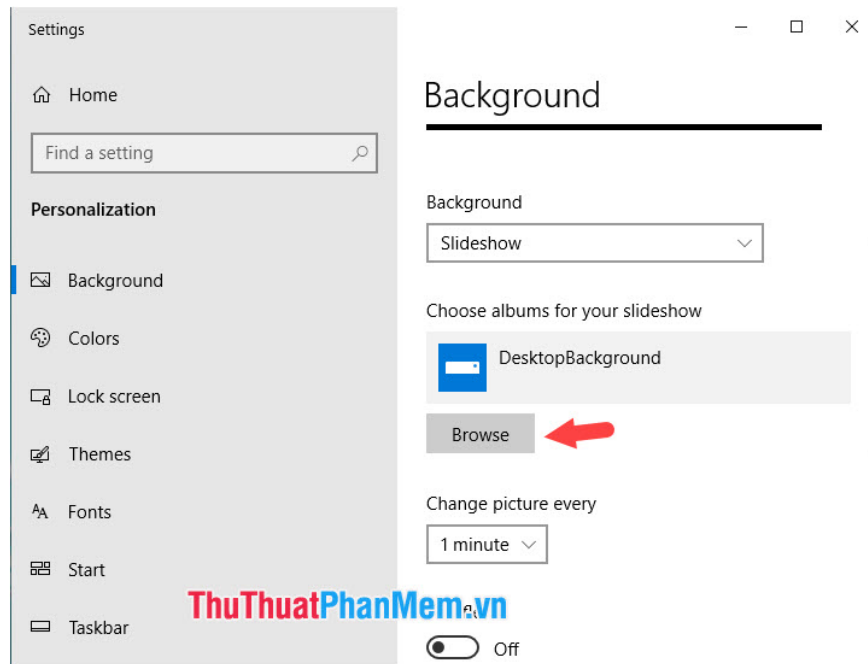 Settings
Home
Find a setting
Personalization
Background
Colors
Lock screen
Themes
Fonts
Start
Taskbar
Background
Background
Slideshow
Choose albums for your slideshow
DesktopBackground
Browse
Change picture every
1 minute
Off
ThuThuatPhanMem.vn